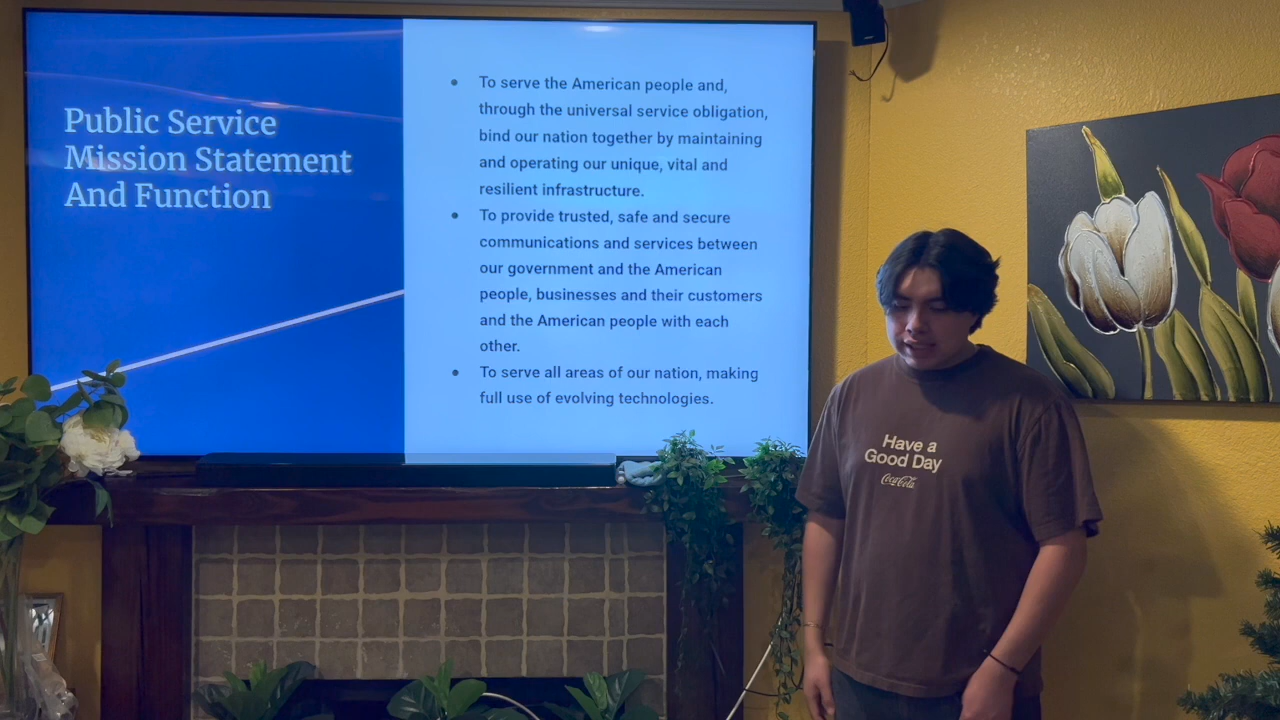 Public Service
Mission Statement
And Function
• To serve the American people and,
through the universal service obligation,
bind our nation together by maintaining
and operating our unique, vital and
resilient infrastructure.
• To provide trusted, safe and secure
communications and services between
our government and the American
people, businesses and their customers
and the American people with each
other.
• To serve all areas of our nation, making
full use of evolving technologies.
Have a
Good Day
Coca-Cola